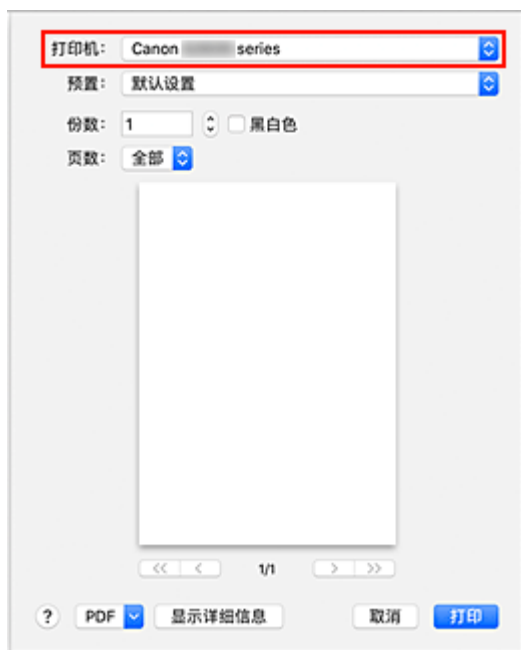 打印机： Canon series
预置： 默认设置
份数： 1 黑白色
页数： 全部
<< < 1/1 > >>
? PDF 显示详细信息 取消 打印